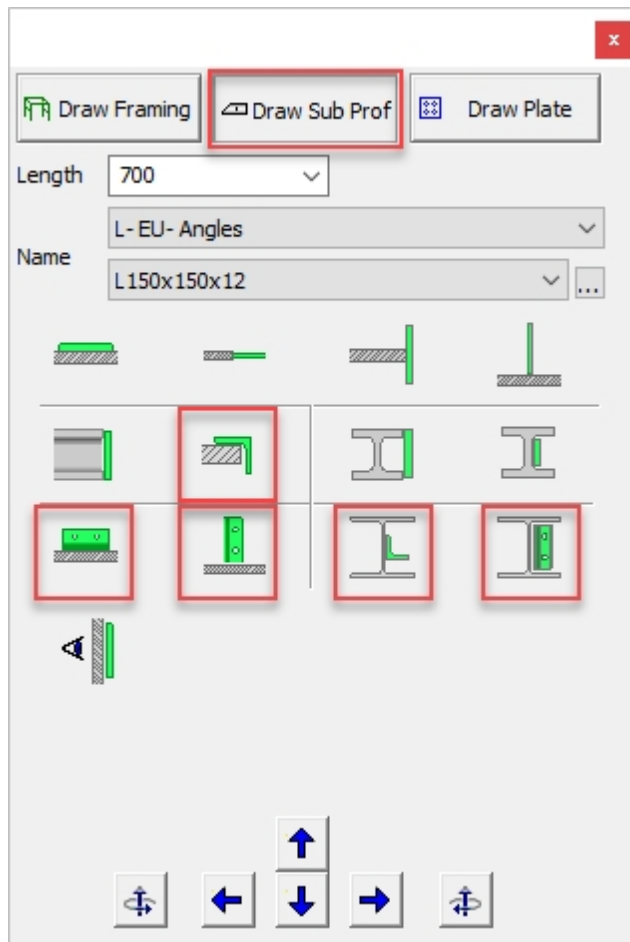 x
Draw Framing
Draw Sub Prof
Draw Plate
Length 700
L- EU- Angles
Name
L150x150x12
...